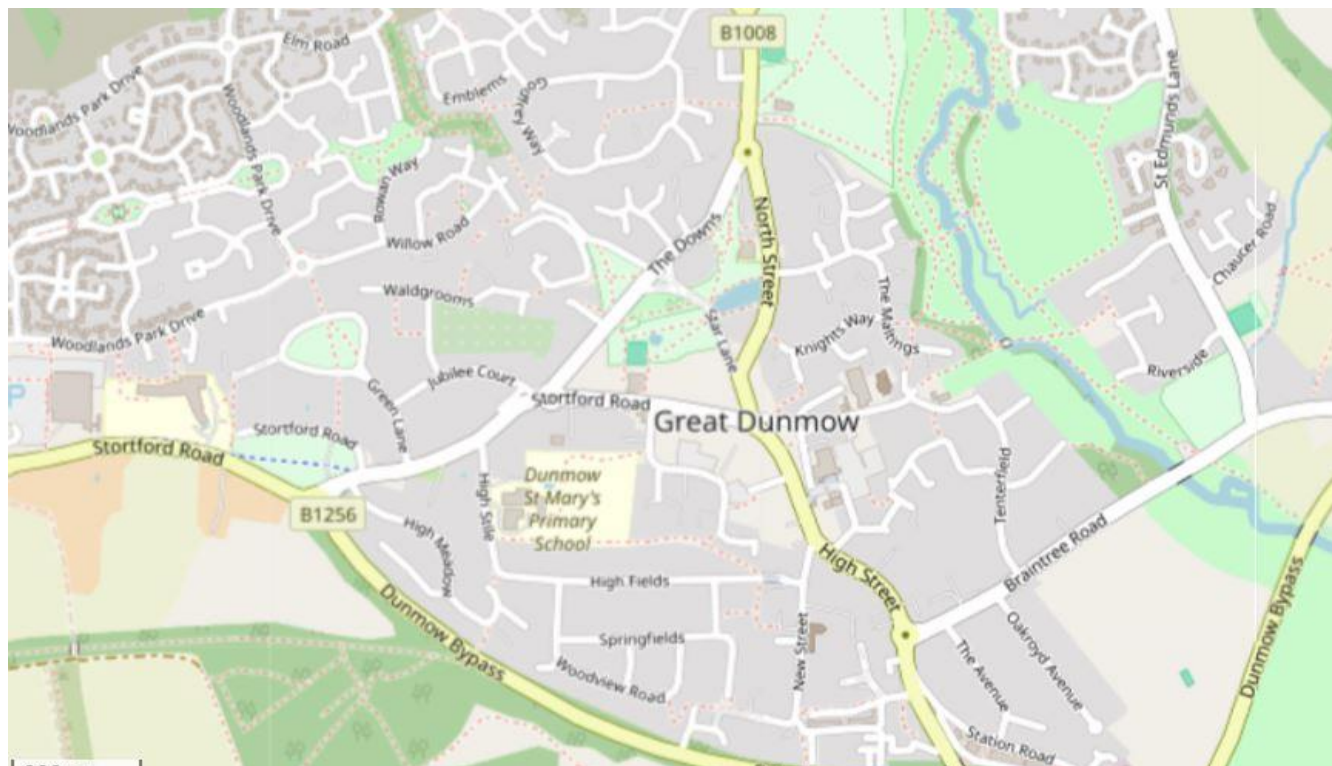 B1008
Elm Road
Woodlands Park Drive
Woodlands Park Drive
Emblems
Godfrey Way
St Edmunds Lane
Rowan Way
Willow Road
The Downs
North Street
Chaucer Road
Waldgrooms
The Maltings
Star Lane
Knights Way
Woodlands Park Drive
Riverside
Jubilee Court
Green Lane
Stortford Road
Great Dunmow
Stortford Road
Stortford Road
Dunmow
St Mary's
Primary
School
High Stile
Tenterfield
B1256
High Meadow
High Street
Braintree Road
High Fields
Dunmow Bypass
Dunmow Bypass
Springfields
New Street
Oakroyd Avenue
The Avenue
Woodview Road
Station Road